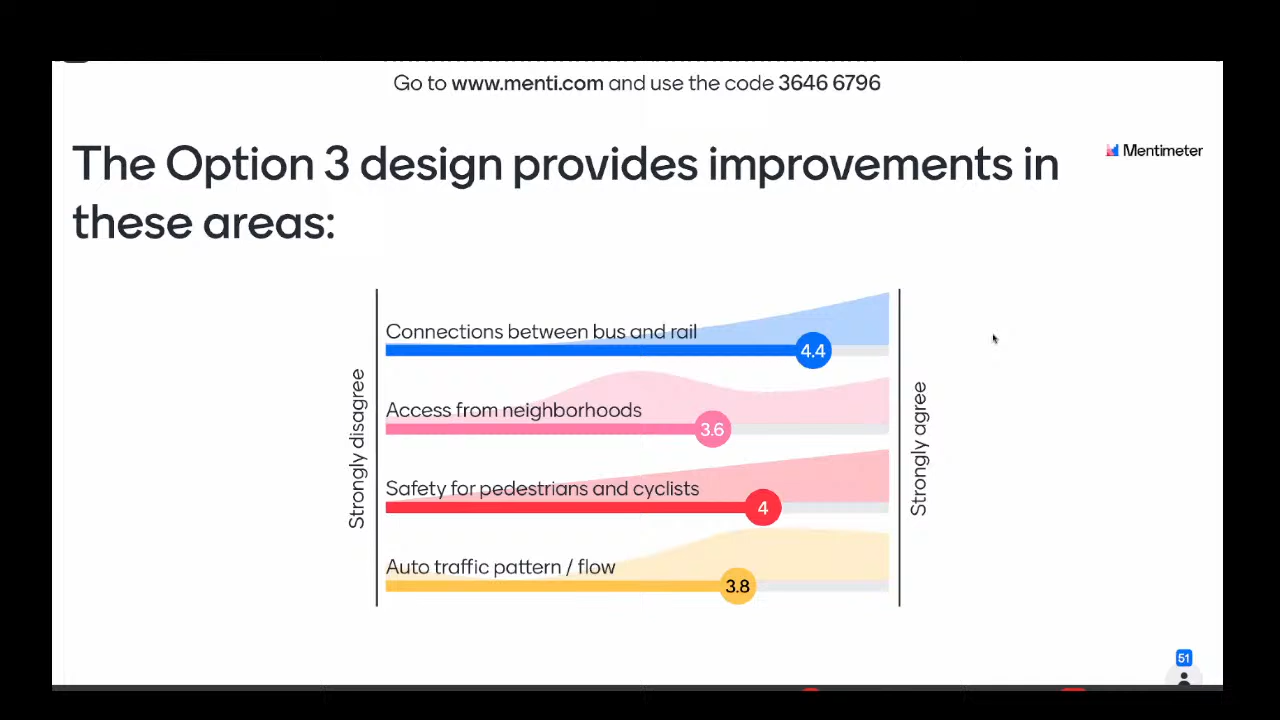 Go to www.menti.com and use the code 3646 6796
The Option 3 design provides improvements in
these areas:
Mentimeter
Strongly disagree
Connections between bus and rail
4.4
Access from neighborhoods
3.6
Safety for pedestrians and cyclists
4
Auto traffic pattern / flow
3.8
Strongly agree
51